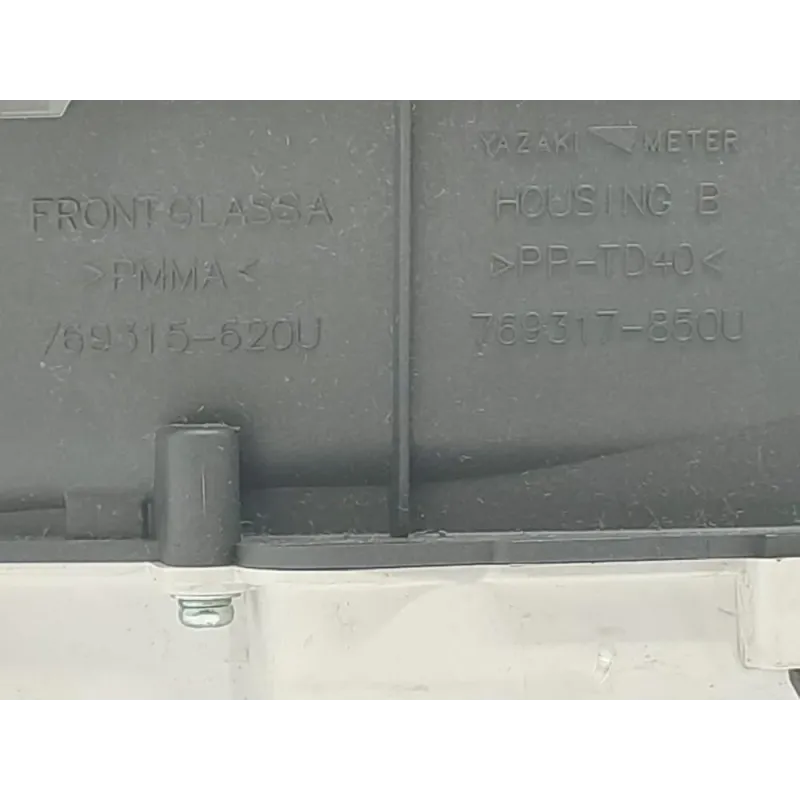 FRONT GLASS A
>PMMA<
769315-620U
YAZAKI METER
HOUSING B
>PP-TD40<
769317-850U